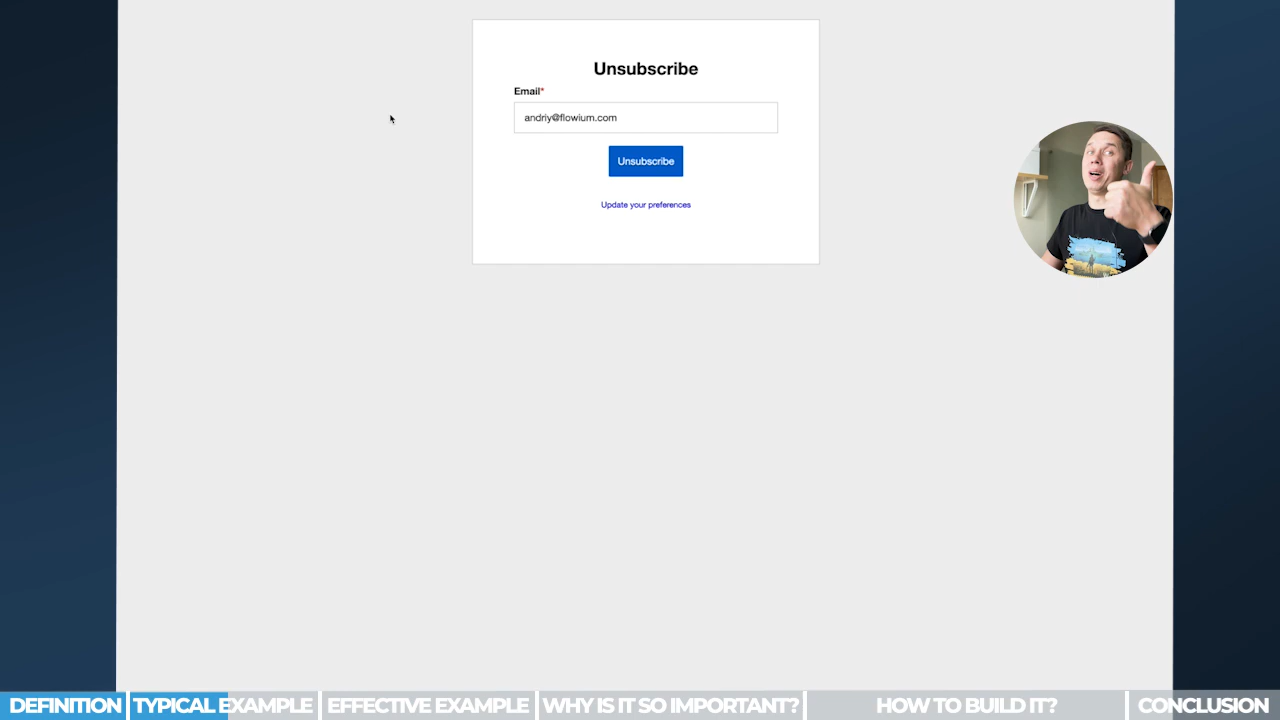 Unsubscribe
Email*
andriy@flowium.com
Unsubscribe
Update your preferences
DEFINITION
TYPICAL EXAMPLE
EFFECTIVE EXAMPLE
WHY IS IT SO IMPORTANT?
HOW TO BUILD IT?
CONCLUSION